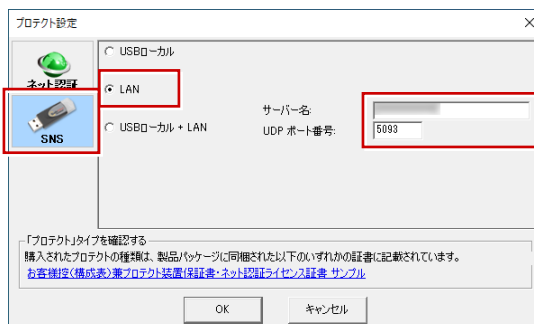 プロテクト設定
ネット認証
SNS
USBローカル
LAN
USBローカル + LAN
サーバー名:
UDP ポート番号:
5093
「プロテクト」タイプを確認する
購入されたプロテクトの種類は、製品パッケージに同梱された以下のいずれかの証書に記載されています。
お客様控(構成表)兼プロテクト装置保証書・ネット認証ライセンス証書 サンプル
OK
キャンセル